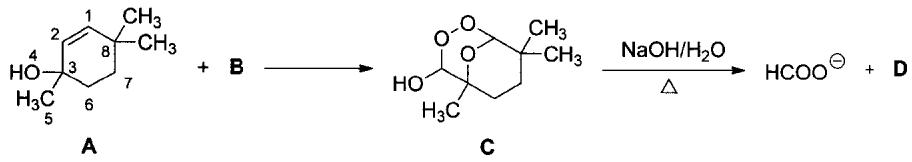 CH₃
1
2
8
CH₃
4
HO
3
H₃C
5
6
7
A
+ B
O
O
O
HO
H₃C
CH₃
CH₃
C
NaOH/H₂O
△
HCOO⊖ + D